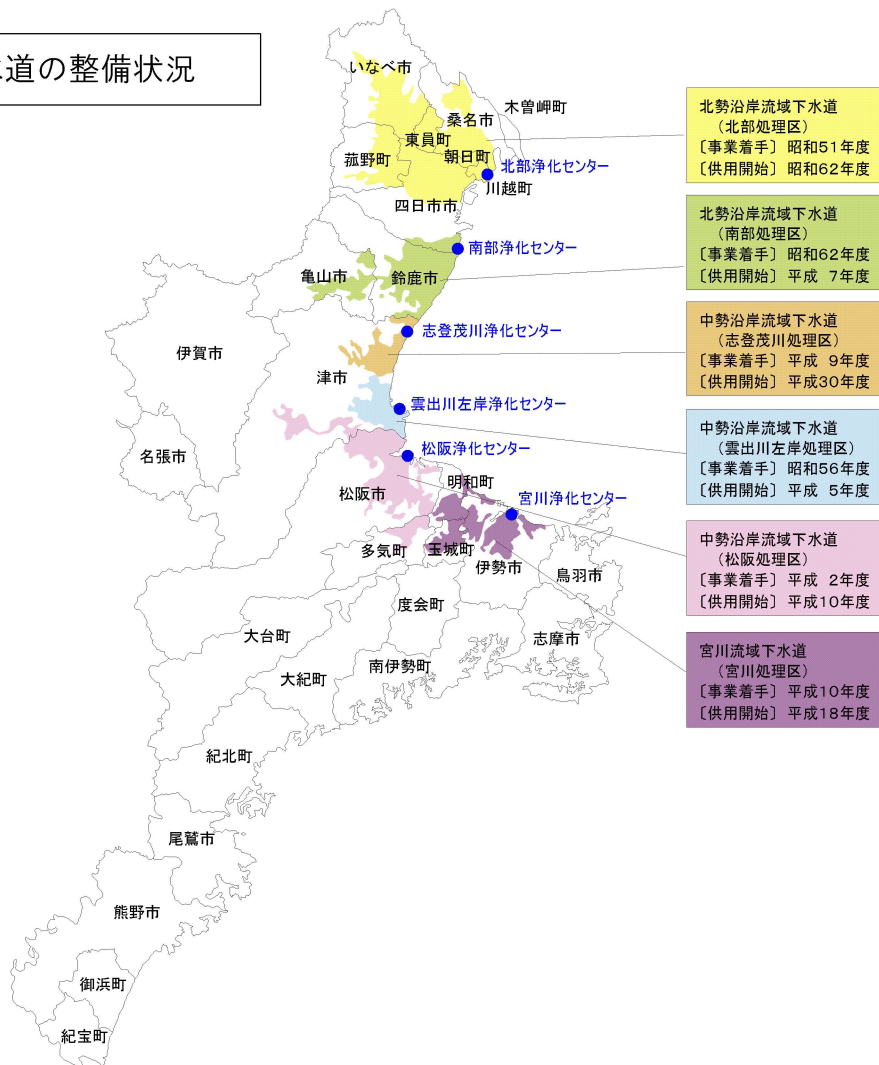 道の整備状況
いなべ市
木曽岬町
桑名市
東員町
朝日町
菰野町
北部浄化センター
川越町
四日市市
南部浄化センター
亀山市
鈴鹿市
志登茂川浄化センター
伊賀市
津市
雲出川左岸浄化センター
松阪浄化センター
名張市
明和町
松阪市
宮川浄化センター
多気町
玉城町
伊勢市
鳥羽市
度会町
大台町
志摩市
南伊勢町
大紀町
紀北町
尾鷲市
熊野市
御浜町
紀宝町
北勢沿岸流域下水道
(北部処理区)
〔事業着手〕 昭和51年度
〔供用開始〕 昭和62年度
北勢沿岸流域下水道
(南部処理区)
〔事業着手〕 昭和62年度
〔供用開始〕 平成 7年度
中勢沿岸流域下水道
(志登茂川処理区)
〔事業着手〕 平成 9年度
〔供用開始〕 平成30年度
中勢沿岸流域下水道
(雲出川左岸処理区)
〔事業着手〕 昭和56年度
〔供用開始〕 平成 5年度
中勢沿岸流域下水道
(松阪処理区)
〔事業着手〕 平成 2年度
〔供用開始〕 平成10年度
宮川流域下水道
(宮川処理区)
〔事業着手〕 平成10年度
〔供用開始〕 平成18年度